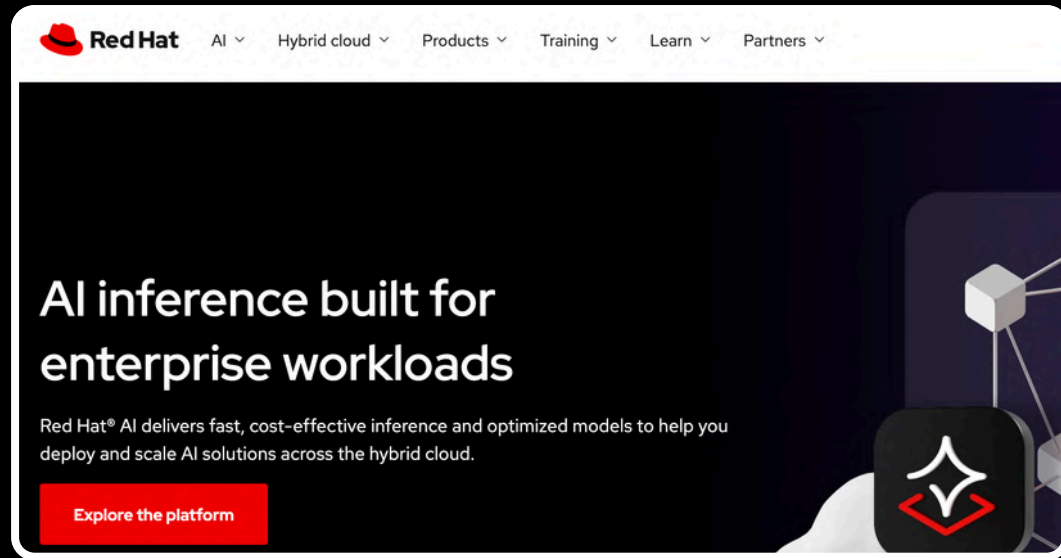 Red Hat
AI
Hybrid cloud
Products
Training
Learn
Partners
AI inference built for
enterprise workloads
Red Hat® AI delivers fast, cost-effective inference and optimized models to help you
deploy and scale AI solutions across the hybrid cloud.
Explore the platform